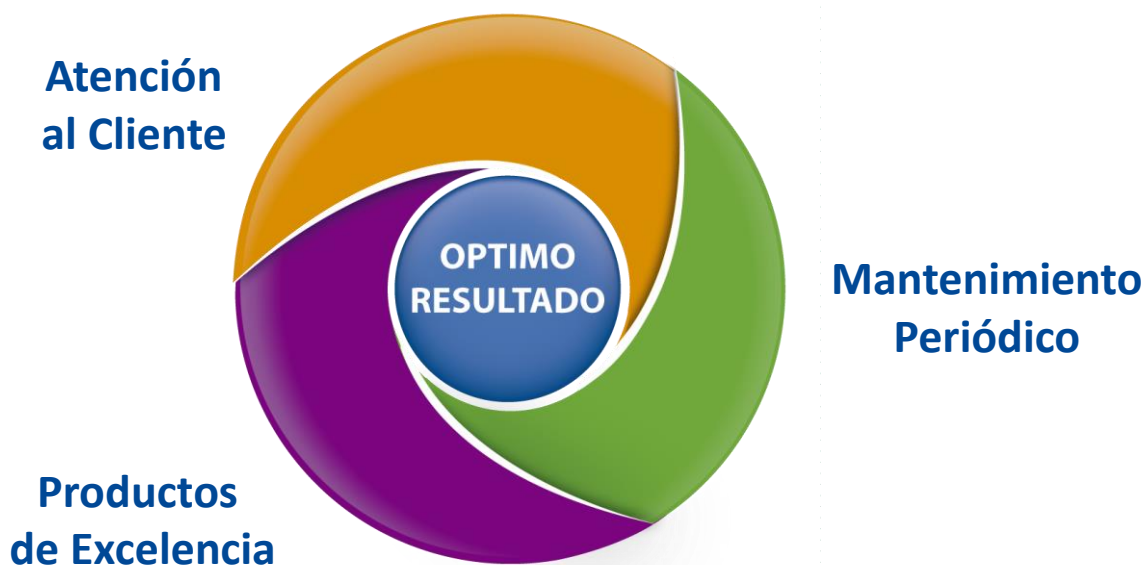 Atención
al Cliente
OPTIMO
RESULTADO
Mantenimiento
Periódico
Productos
de Excelencia